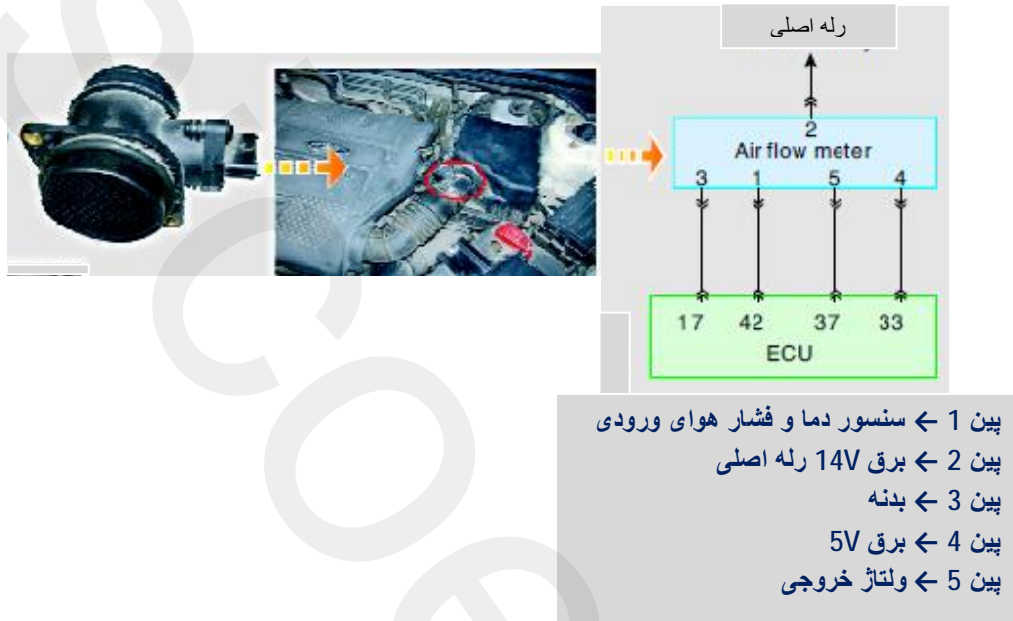 رله اصلی
2
Air flow meter
3 1 5 4
17 42 37 33
ECU
پین 1 ← سنسور دما و فشار هوای ورودی
پین 2 ← برق 14V رله اصلی
پین 3 ← بدنه
پین 4 ← برق 5V
پین 5 ← ولتاژ خروجی